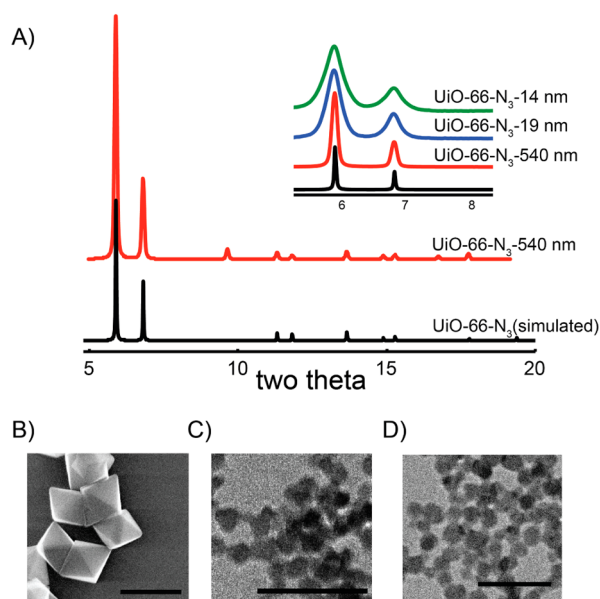 A)
UiO-66-N₃-14 nm
UiO-66-N₃-19 nm
UiO-66-N₃-540 nm
6 7 8
UiO-66-N₃-540 nm
UiO-66-N₃(simulated)
5 10 15 20
two theta
B) C) D)